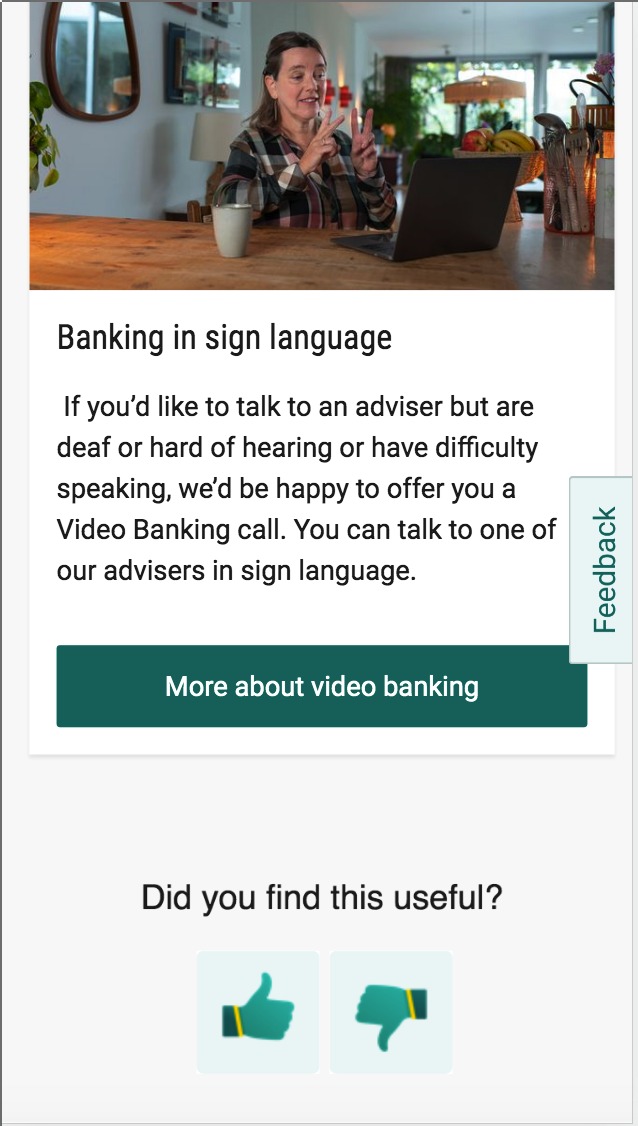 Banking in sign language
If you’d like to talk to an adviser but are
deaf or hard of hearing or have difficulty
speaking, we’d be happy to offer you a
Video Banking call. You can talk to one of
our advisers in sign language.
Feedback
More about video banking
Did you find this useful?